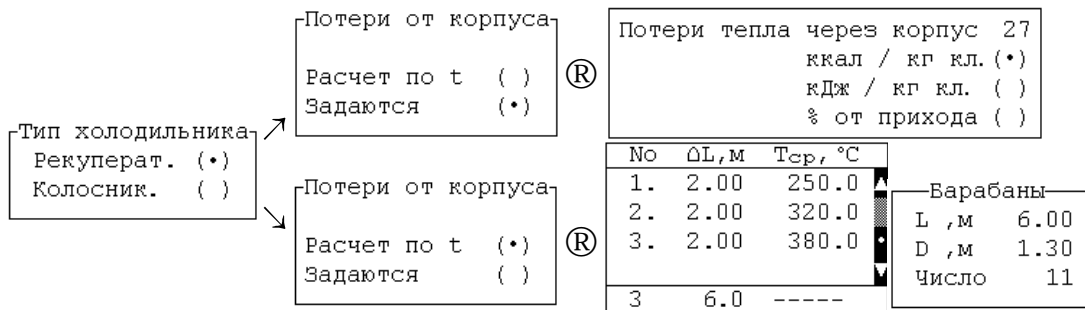 Тип холодильника
Рекуперат. (•)
Колосник. ( )
Потери от корпуса
Расчет по t ( )
Задаются (•)
®
Потери тепла через корпус 27
ккал / кг кл. (•)
кДж / кг кл. ( )
% от прихода ( )
Потери от корпуса
Расчет по t (•)
Задаются ( )
®
No ΔL,м Tср,°C
1. 2.00 250.0
2. 2.00 320.0
3. 2.00 380.0
3 6.0 -----
Барабаны
L ,м 6.00
D ,м 1.30
Число 11